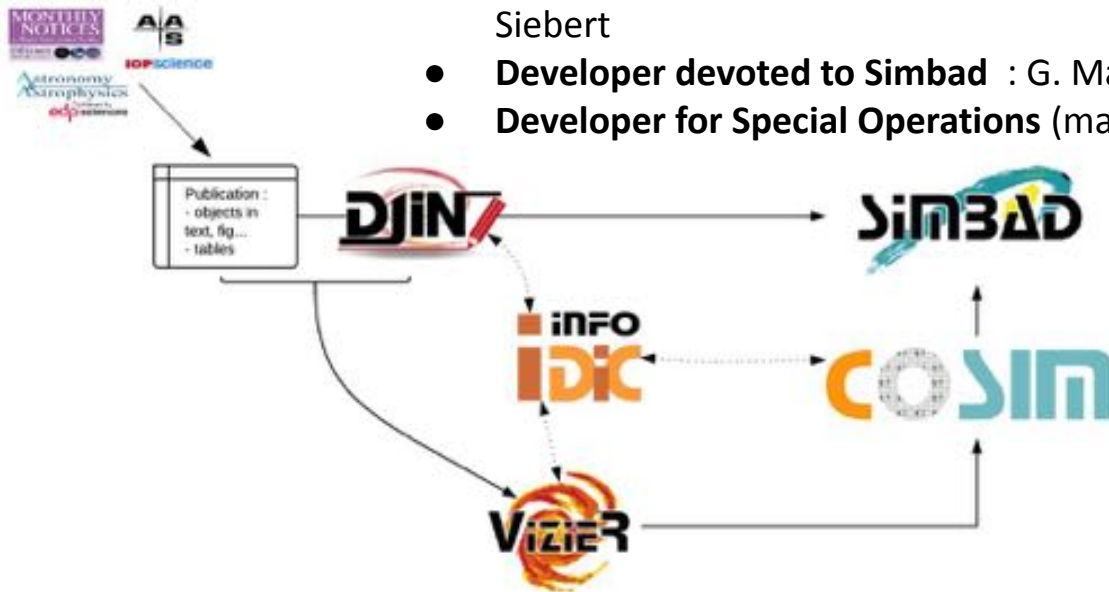 MONTHLY
NOTICES
AAS
IOPscience
Astronomy
Astrophysics
edp sciences
Siebert
● Developer devoted to Simbad : G. Ma
● Developer for Special Operations (ma
Publication :
- objects in
text, fig...
- tables
DJIN
SIMBAD
iNFO
iDiC
COSIM
VizieR